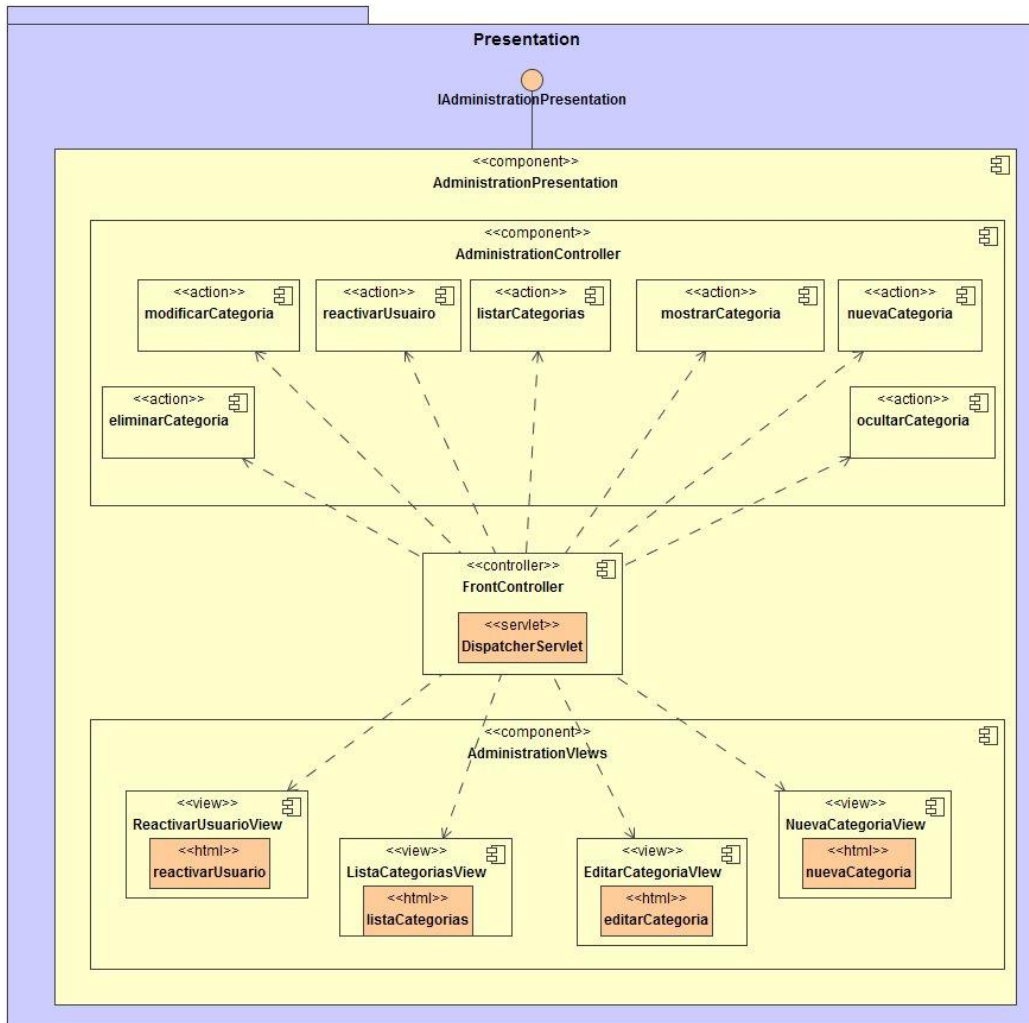 Presentation
IAdministrationPresentation
<<component>>
AdministrationPresentation
<<component>>
AdministrationController
<<action>>
modificarCategoria
<<action>>
reactivarUsuairo
<<action>>
listarCategorias
<<action>>
mostrarCategoria
<<action>>
nuevaCategoria
<<action>>
eliminarCategoria
<<action>>
ocultarCategoria
<<controller>>
FrontController
<<servlet>>
DispatcherServlet
<<component>>
AdministrationVIews
<<view>>
ReactivarUsuarioView
<<html>>
reactivarUsuario
<<view>>
ListaCategoriasView
<<html>>
listaCategorias
<<view>>
EditarCategoriaVIew
<<html>>
editarCategoria
<<view>>
NuevaCategoriaView
<<html>>
nuevaCategoria